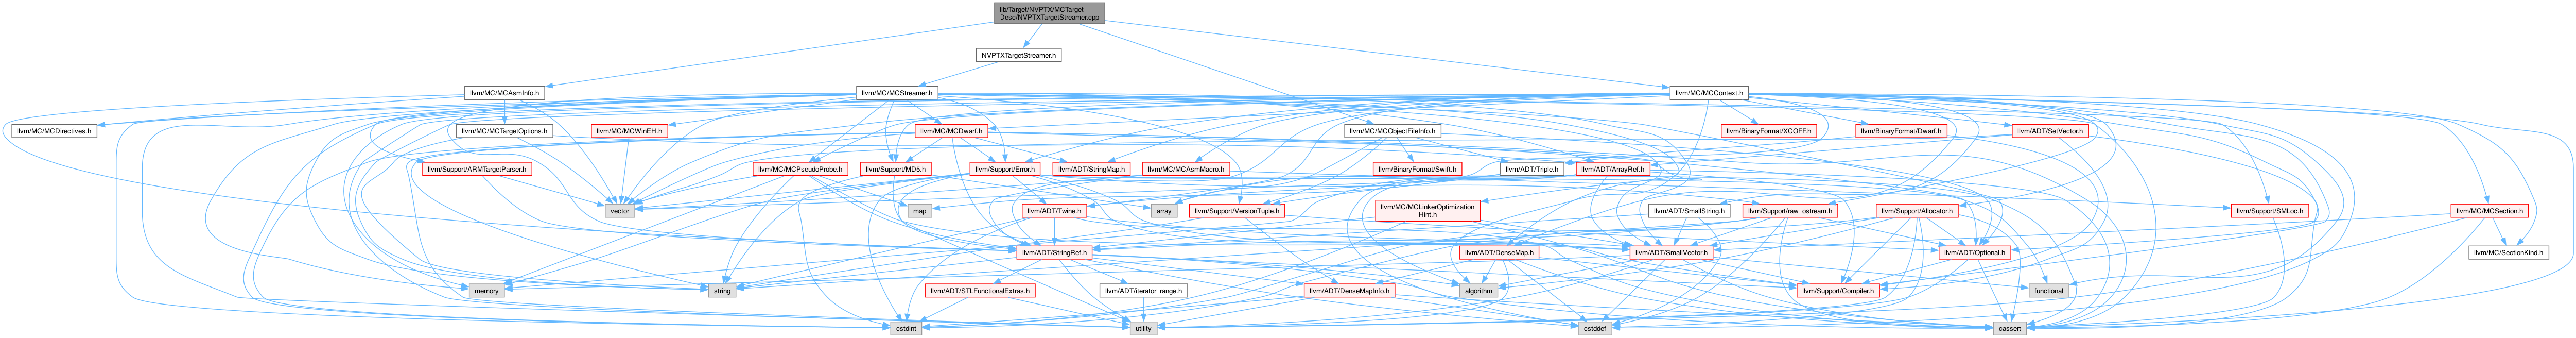 lib/Target/NVPTX/MCTarget
Desc/NVPTXTargetStreamer.cpp
NVPTXTargetStreamer.h
llvm/MC/MCAsmInfo.h
llvm/MC/MCStreamer.h
llvm/MC/MCContext.h
llvm/MC/MCDirectives.h
llvm/MC/MCTargetOptions.h
llvm/MC/MCWinEH.h
llvm/MC/MCDwarf.h
llvm/MC/MCObjectFileInfo.h
llvm/BinaryFormat/XCOFF.h
llvm/BinaryFormat/Dwarf.h
llvm/ADT/SetVector.h
llvm/Support/ARMTargetParser.h
llvm/MC/MCPseudoProbe.h
llvm/Support/MD5.h
llvm/Support/Error.h
llvm/ADT/StringMap.h
llvm/MC/MCAsmMacro.h
llvm/BinaryFormat/Swift.h
llvm/ADT/Triple.h
llvm/ADT/ArrayRef.h
vector
map
array
llvm/ADT/Twine.h
llvm/Support/VersionTuple.h
llvm/MC/MCLinkerOptimization
Hint.h
llvm/ADT/SmallString.h
llvm/Support/raw_ostream.h
llvm/Support/Allocator.h
llvm/Support/SMLoc.h
llvm/MC/MCSection.h
llvm/ADT/StringRef.h
llvm/ADT/DenseMap.h
llvm/ADT/SmallVector.h
llvm/ADT/Optional.h
llvm/MC/SectionKind.h
memory
string
llvm/ADT/STLFunctionalExtras.h
llvm/ADT/iterator_range.h
llvm/ADT/DenseMapInfo.h
algorithm
llvm/Support/Compiler.h
functional
cstdint
utility
cstddef
cassert